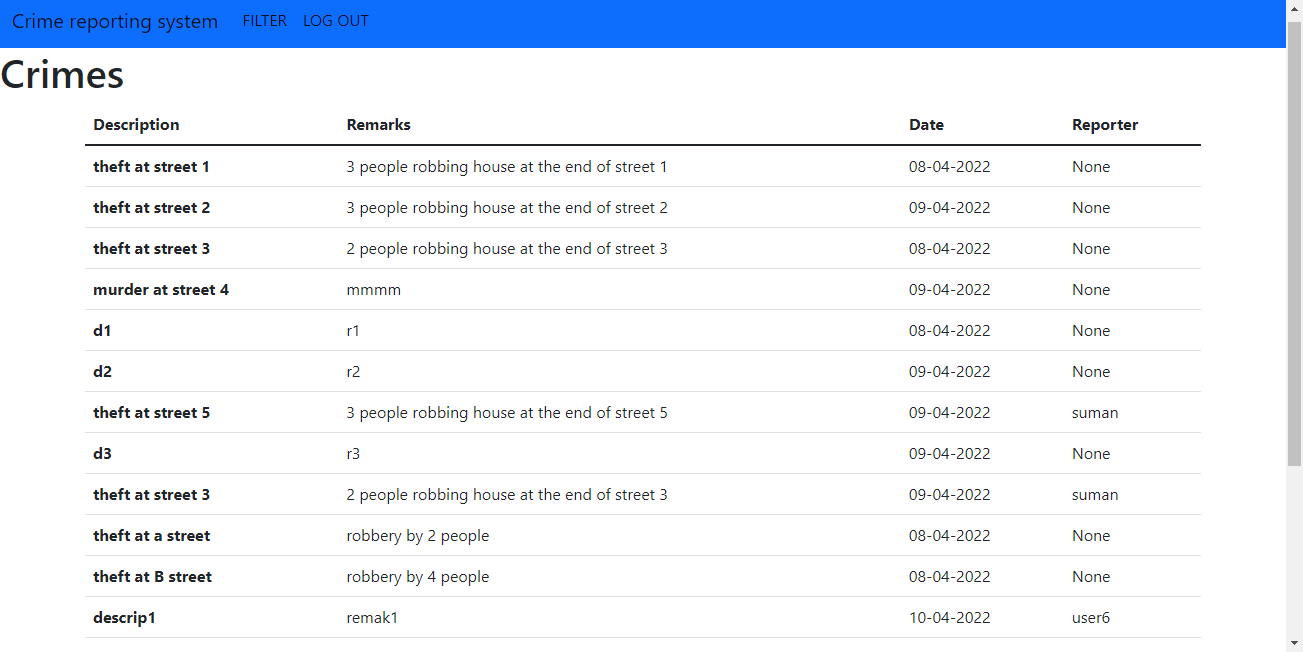 Crime reporting system FILTER LOG OUT
Crimes
Description Remarks Date Reporter
theft at street 1 3 people robbing house at the end of street 1 08-04-2022 None
theft at street 2 3 people robbing house at the end of street 2 09-04-2022 None
theft at street 3 2 people robbing house at the end of street 3 08-04-2022 None
murder at street 4 mmmm 09-04-2022 None
d1 r1 08-04-2022 None
d2 r2 09-04-2022 None
theft at street 5 3 people robbing house at the end of street 5 09-04-2022 suman
d3 r3 09-04-2022 None
theft at street 3 2 people robbing house at the end of street 3 09-04-2022 suman
theft at a street robbery by 2 people 08-04-2022 None
theft at B street robbery by 4 people 08-04-2022 None
descrip1 remak1 10-04-2022 user6